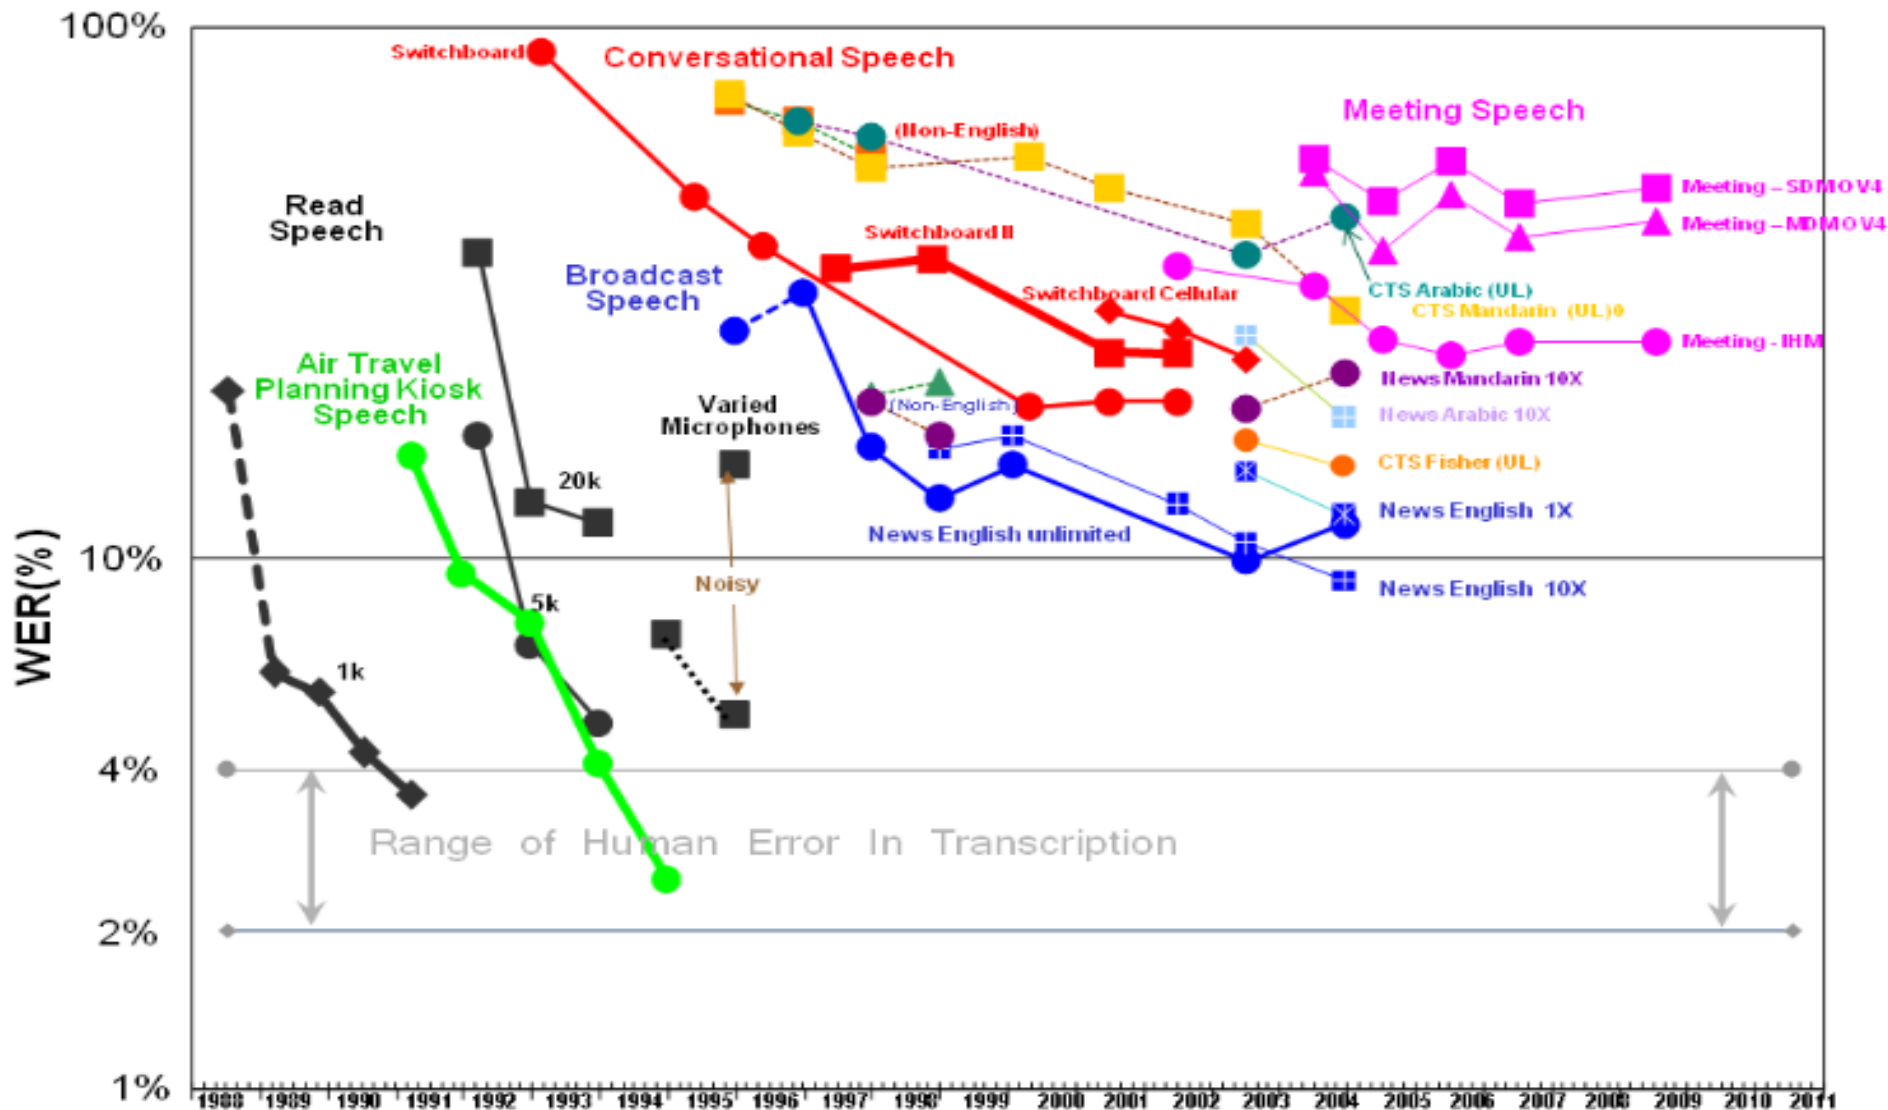 100%
Switchboard
Conversational Speech
Meeting Speech
(Non-English)
Read
Speech
Meeting – SDM OV4
Meeting – MDM OV4
Switchboard II
Broadcast
Speech
Switchboard Cellular
CTS Arabic (UL)
CTS Mandarin (UL)0
Meeting - IHM
Air Travel
Planning Kiosk
Speech
News Mandarin 10X
Varied
Microphones
(Non-English)
News Arabic 10X
CTS Fisher (UL)
20k
News English 1X
News English unlimited
WER(%)
10%
Noisy
News English 10X
5k
1k
4%
Range of Human Error In Transcription
2%
1%
1988 1989 1990 1991 1992 1993 1994 1995 1996 1997 1998 1999 2000 2001 2002 2003 2004 2005 2006 2007 2008 2009 2010 2011